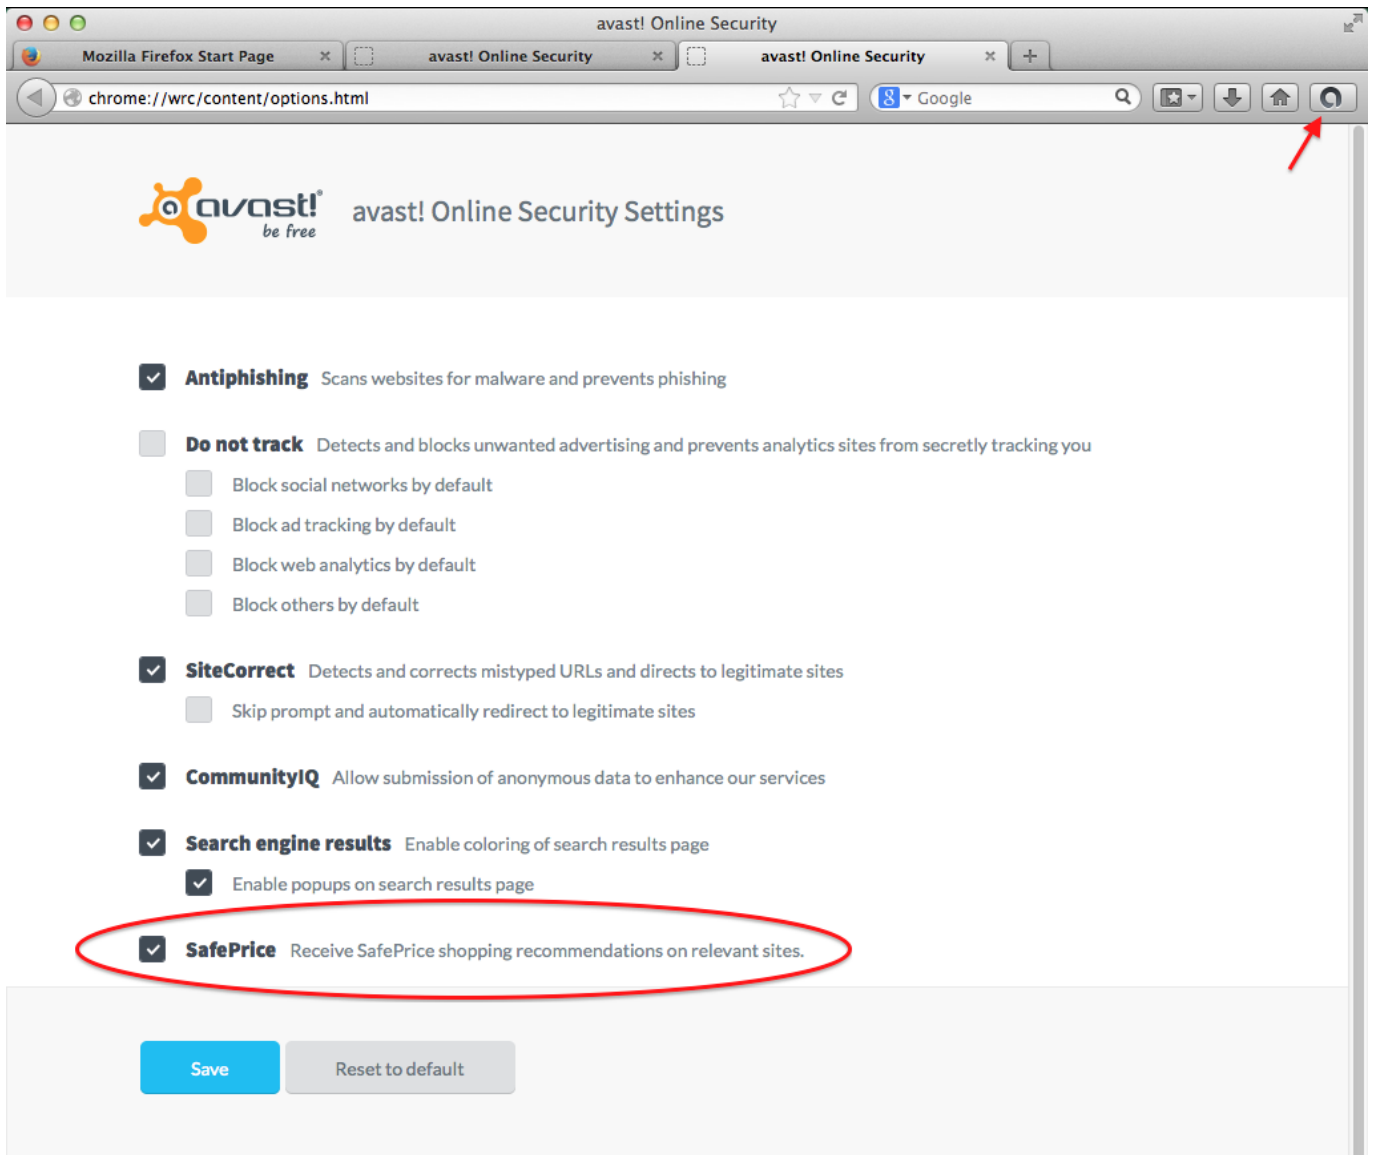 avast! Online Security
Mozilla Firefox Start Page
avast! Online Security
avast! Online Security
chrome://wrc/content/options.html
8 Google
a avast!®
be free
avast! Online Security Settings
Antiphishing Scans websites for malware and prevents phishing
Do not track Detects and blocks unwanted advertising and prevents analytics sites from secretly tracking you
Block social networks by default
Block ad tracking by default
Block web analytics by default
Block others by default
SiteCorrect Detects and corrects mistyped URLs and directs to legitimate sites
Skip prompt and automatically redirect to legitimate sites
CommunityIQ Allow submission of anonymous data to enhance our services
Search engine results Enable coloring of search results page
Enable popups on search results page
SafePrice Receive SafePrice shopping recommendations on relevant sites.
Save
Reset to default